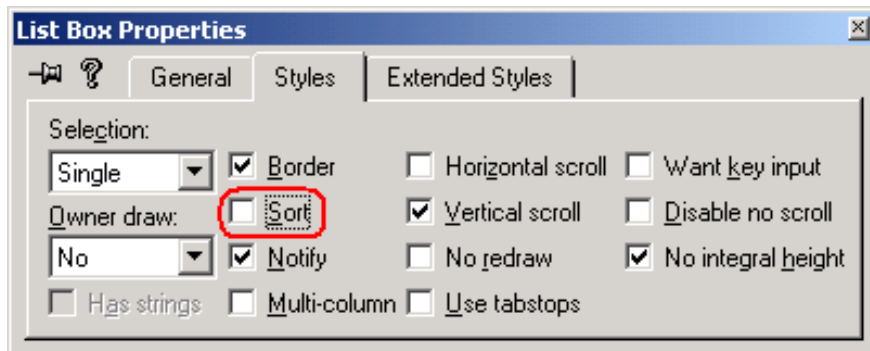 List Box Properties
General Styles Extended Styles
Selection:
Single Border Horizontal scroll Want key input
Owner draw: Sort Vertical scroll Disable no scroll
No Notify No redraw No integral height
Has strings Multi-column Use tabstops